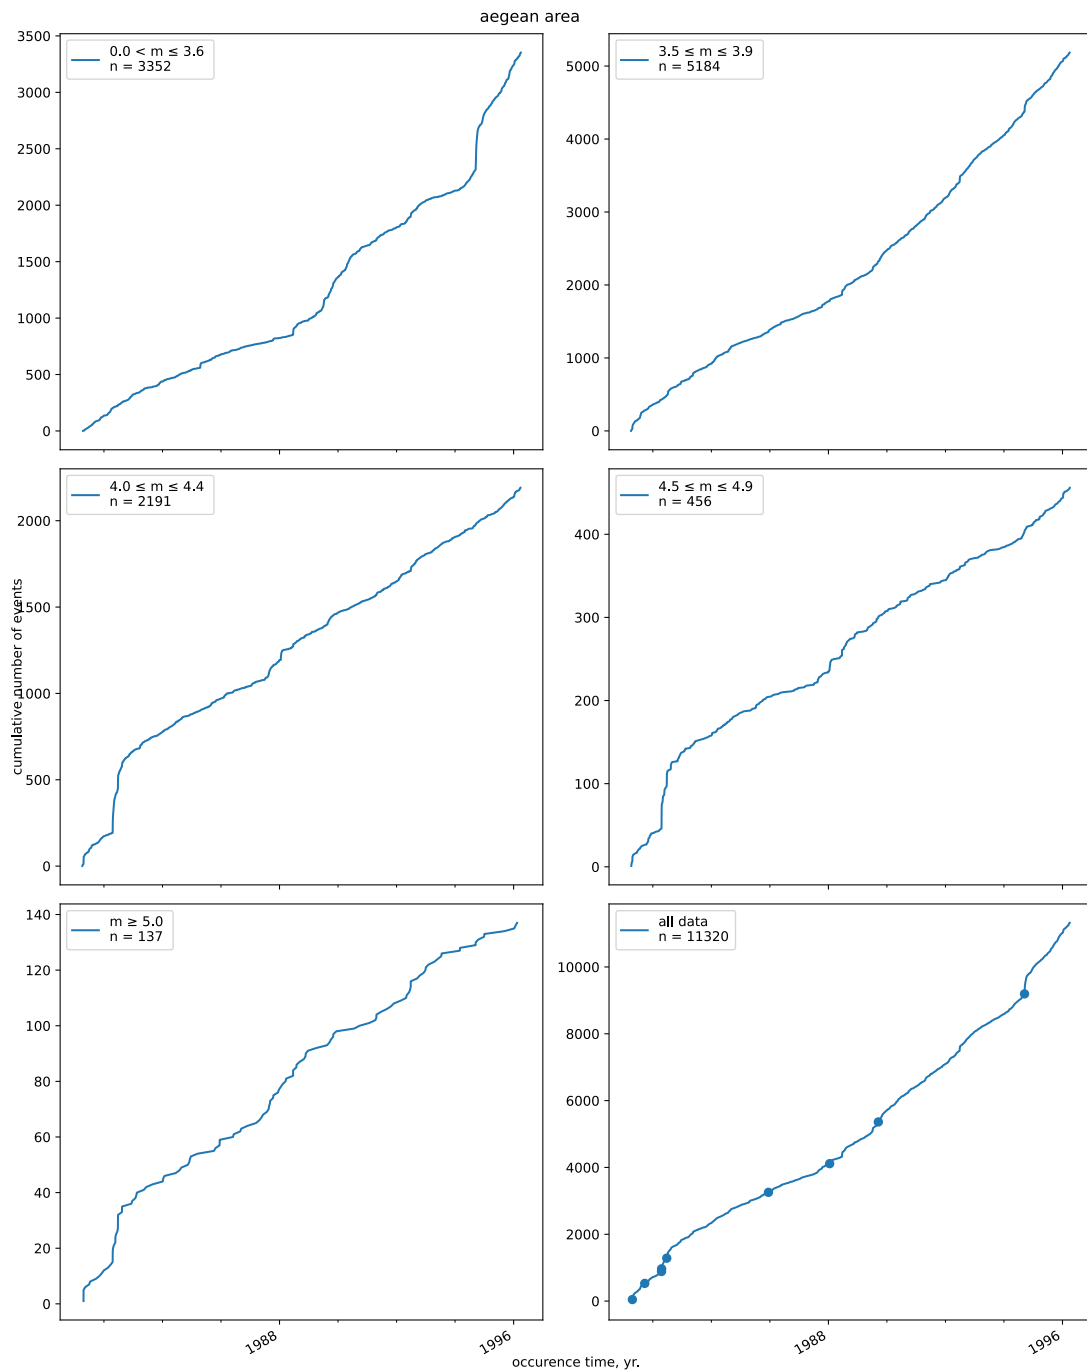 aegean area
0.0 < m ≤ 3.6
n = 3352
3500
3000
2500
2000
1500
1000
500
0
3.5 ≤ m ≤ 3.9
n = 5184
5000
4000
3000
2000
1000
0
4.0 ≤ m ≤ 4.4
n = 2191
2000
1500
1000
500
0
cumulative number of events
4.5 ≤ m ≤ 4.9
n = 456
400
300
200
100
0
m ≥ 5.0
n = 137
140
120
100
80
60
40
20
0
1988
1996
all data
n = 11320
10000
8000
6000
4000
2000
0
1988
1996
occurence time, yr.